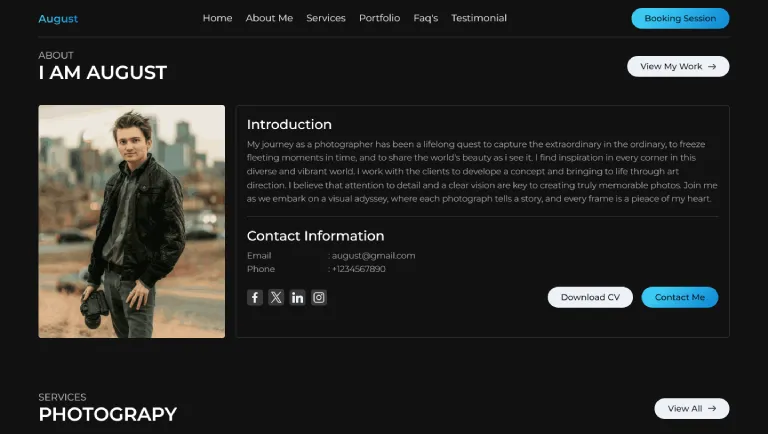 August
Home About Me Services Portfolio Faq's Testimonial
Booking Session
ABOUT
I AM AUGUST
View My Work →
Introduction
My journey as a photographer has been a lifelong quest to capture the extraordinary in the ordinary, to freeze
fleeting moments in time, and to share the world's beauty as i see it. I find inspiration in every corner in this
diverse and vibrant world. I work with the clients to develope a concept and bringing to life through art
direction. I believe that attention to detail and a clear vision are key to creating truly memorable photos. Join me
as we embark on a visual adyssey, where each photograph tells a story, and every frame is a pieace of my heart.
Contact Information
Email : august@gmail.com
Phone : +1234567890
Download CV
Contact Me
SERVICES
PHOTOGRAPY
View All →